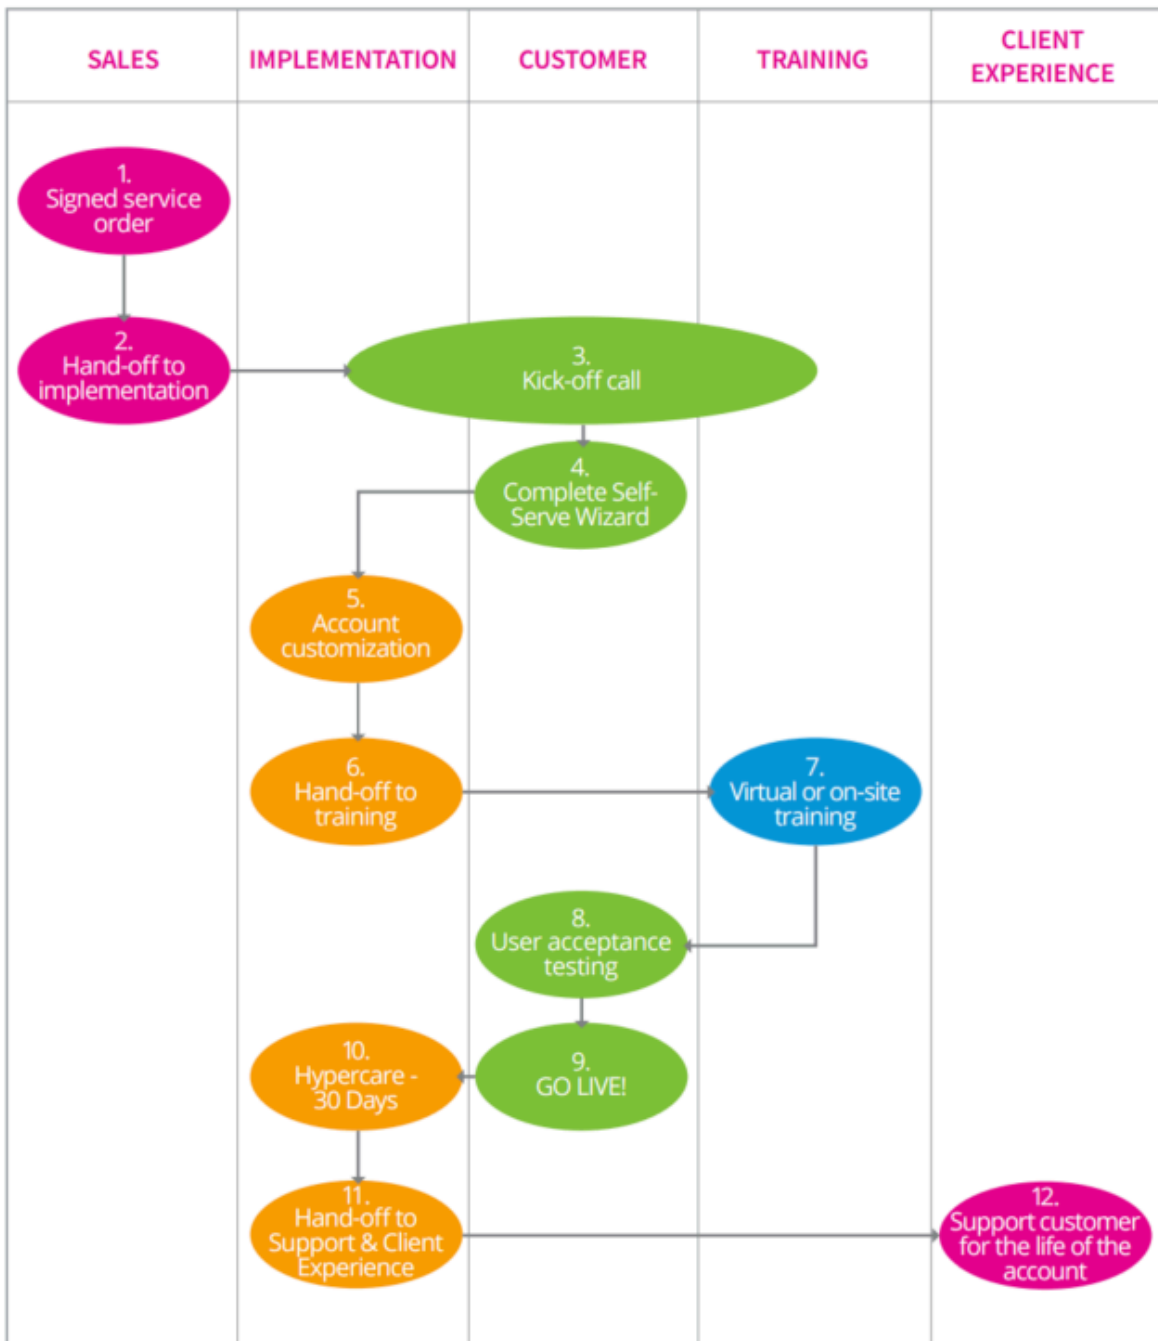 SALES
IMPLEMENTATION
CUSTOMER
TRAINING
CLIENT
EXPERIENCE
1.
Signed service
order
2.
Hand-off to
implementation
3.
Kick-off call
4.
Complete Self-
Serve Wizard
5.
Account
customization
6.
Hand-off to
training
7.
Virtual or on-site
training
8.
User acceptance
testing
9.
GO LIVE!
10.
Hypercare -
30 Days
11.
Hand-off to
Support & Client
Experience
12.
Support customer
for the life of the
account